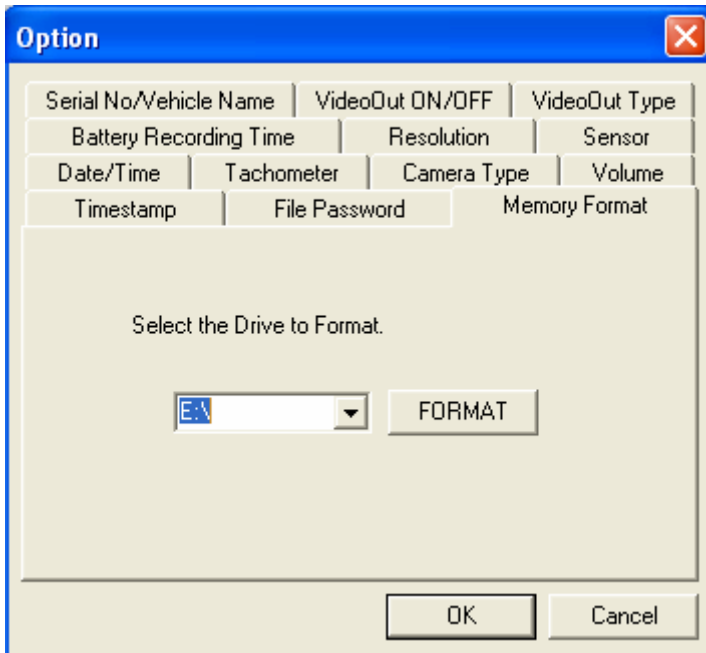 Option
Serial No/Vehicle Name VideoOut ON/OFF VideoOut Type
Battery Recording Time Resolution Sensor
Date/Time Tachometer Camera Type Volume
Timestamp File Password Memory Format
Select the Drive to Format.
E:\ FORMAT
OK Cancel